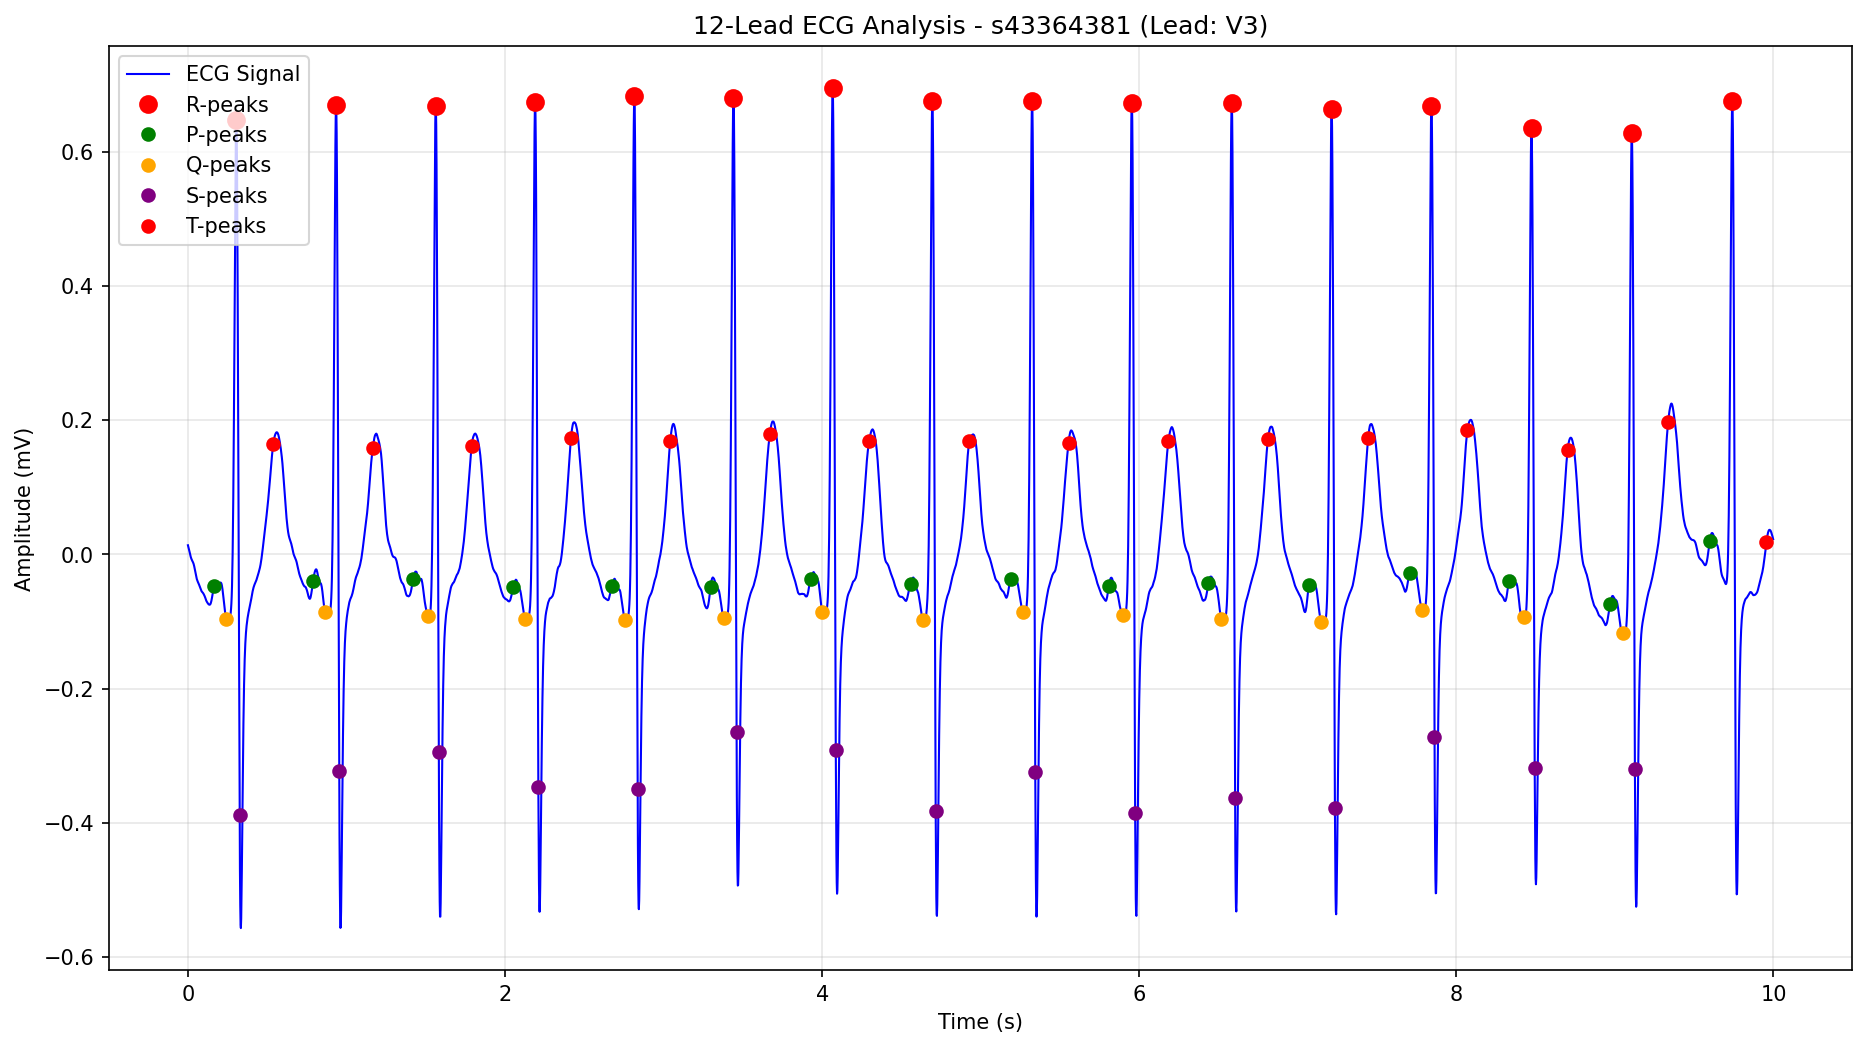 12-Lead ECG Analysis - s43364381 (Lead: V3)
ECG Signal
R-peaks
P-peaks
Q-peaks
S-peaks
T-peaks
Amplitude (mV)
0.6
0.4
0.2
0.0
−0.2
−0.4
−0.6
0 2 4 6 8 10
Time (s)